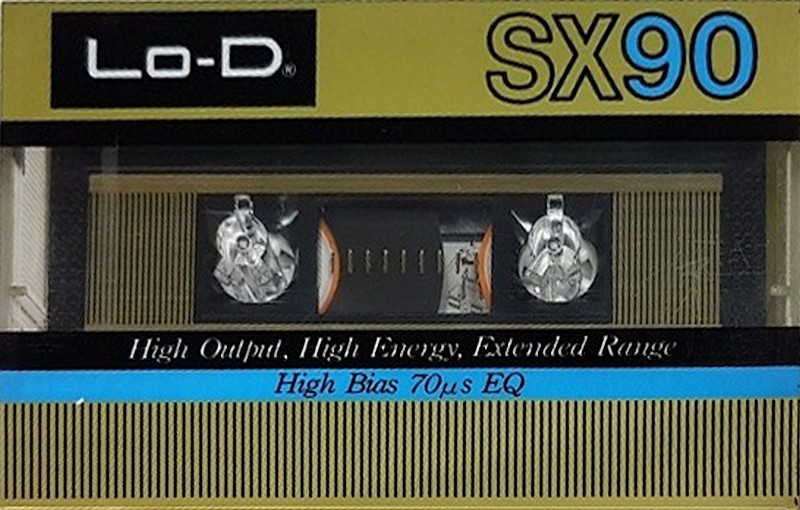 Lo-D®
SX90
High Output, High Energy, Extended Range
High Bias 70μs EQ